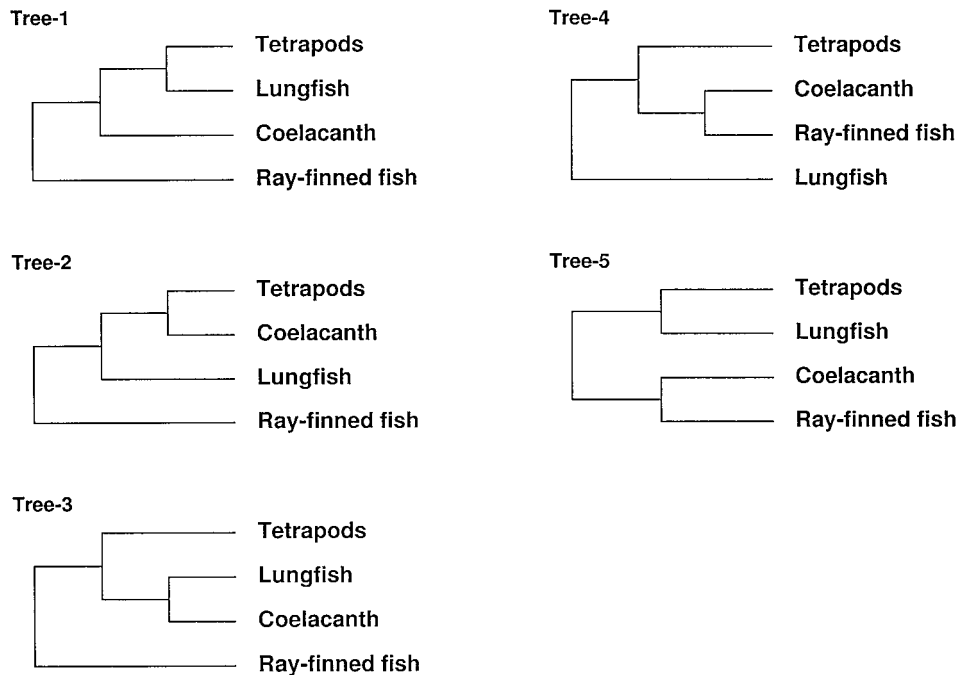 Tree-1
Tetrapods
Lungfish
Coelacanth
Ray-finned fish
Tree-2
Tetrapods
Coelacanth
Lungfish
Ray-finned fish
Tree-3
Tetrapods
Lungfish
Coelacanth
Ray-finned fish
Tree-4
Tetrapods
Coelacanth
Ray-finned fish
Lungfish
Tree-5
Tetrapods
Lungfish
Coelacanth
Ray-finned fish